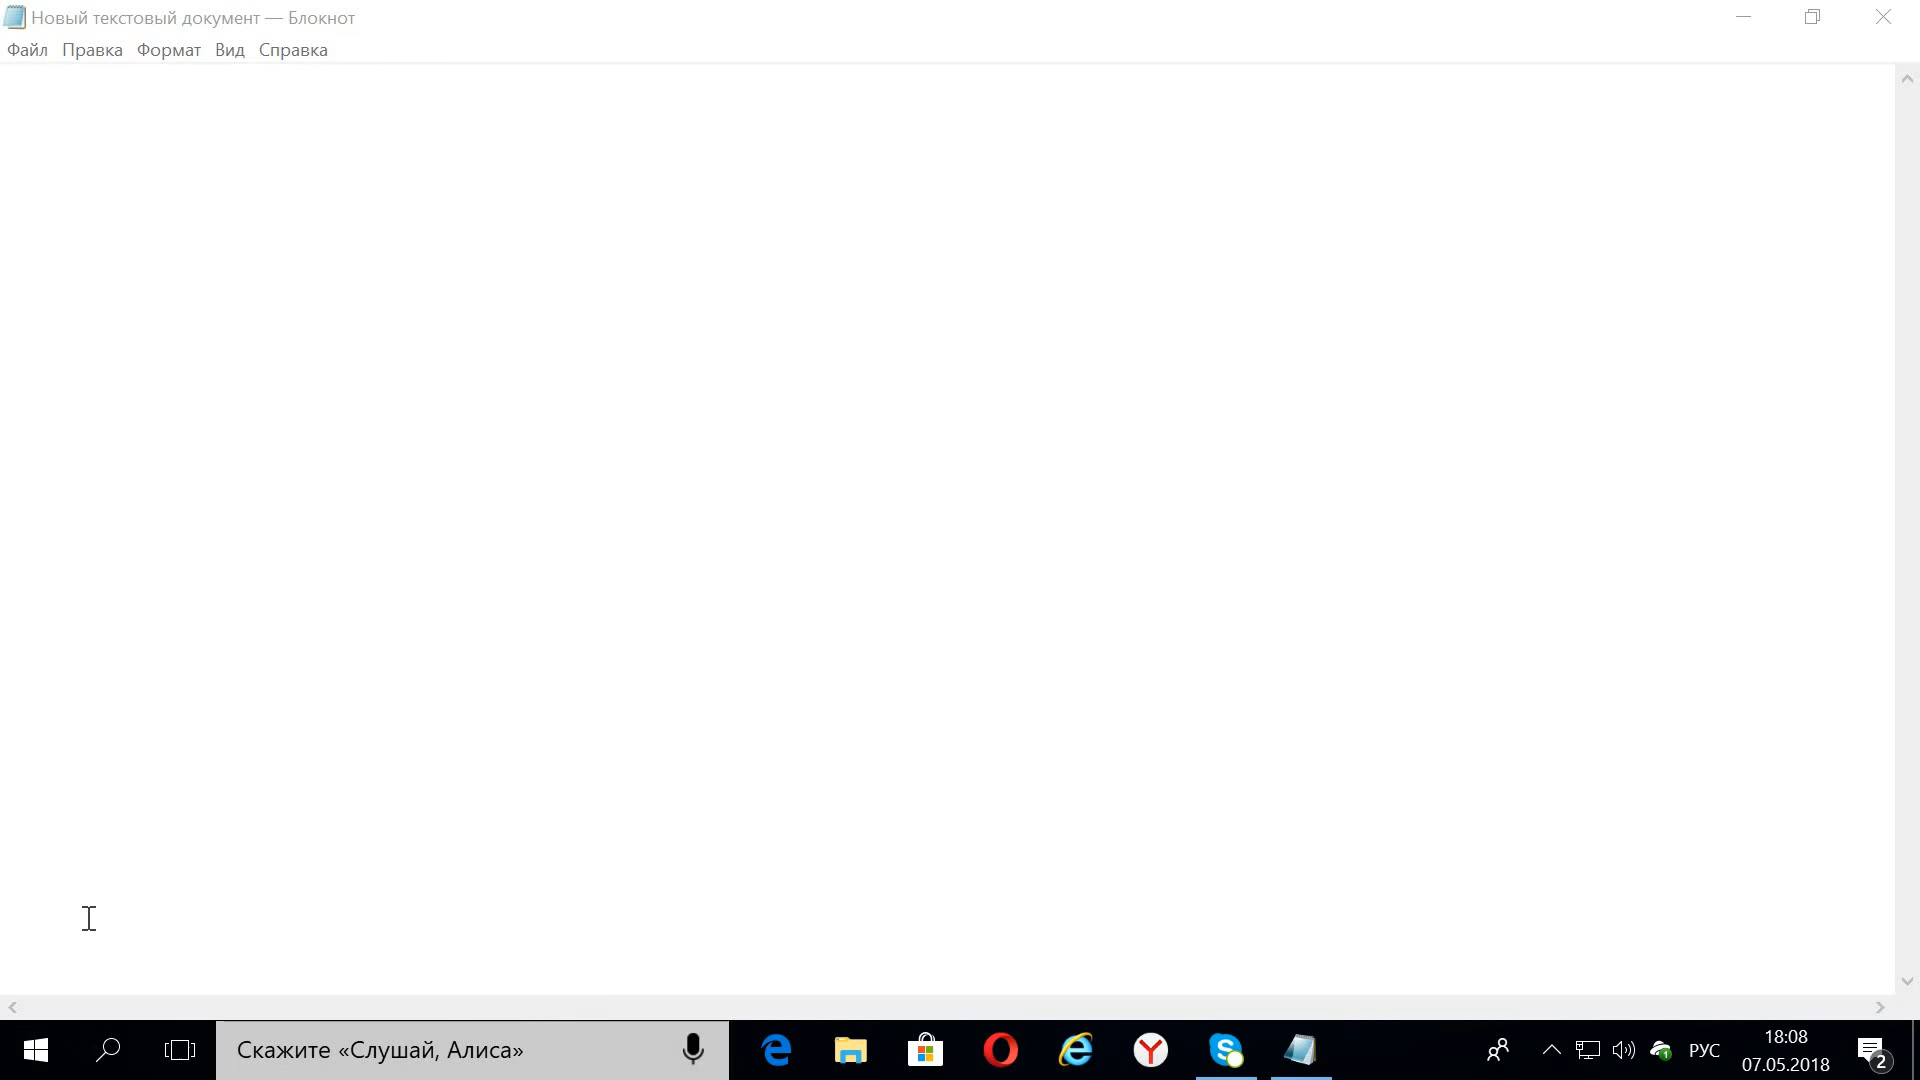 Новый текстовый документ — Блокнот
Файл Правка Формат Вид Справка
Скажите «Слушай, Алиса»
1
РУС
18:08
07.05.2018
2